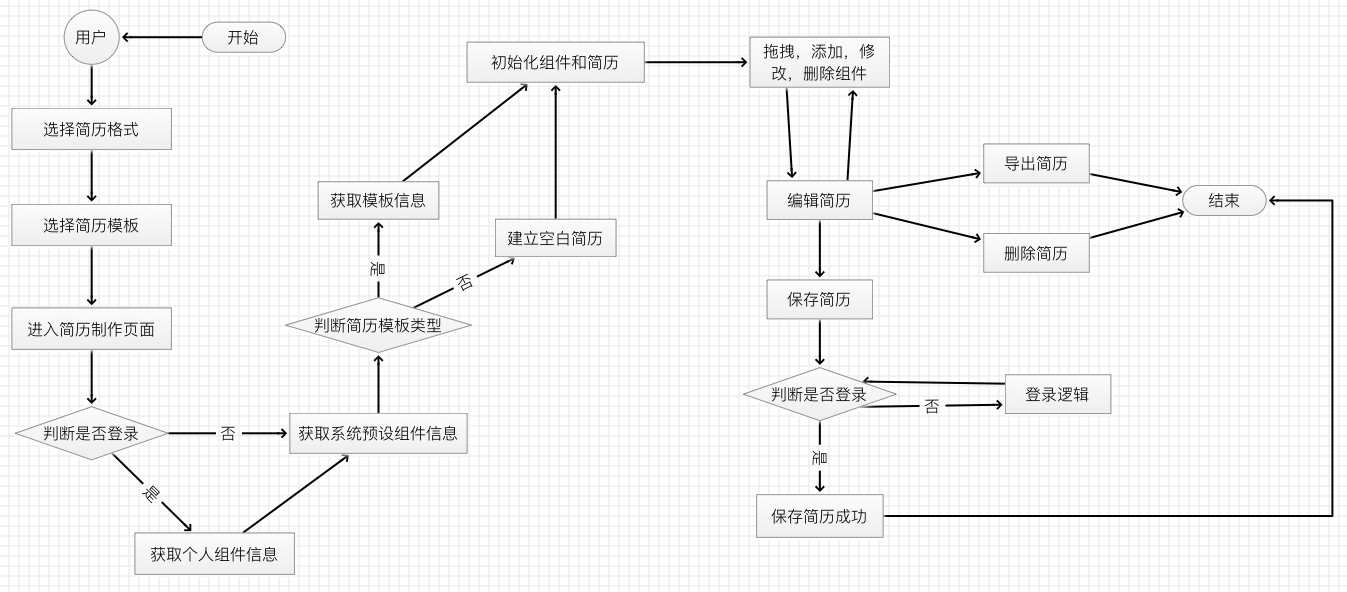 用户
开始
选择简历格式
选择简历模板
进入简历制作页面
判断是否登录
否
是
获取个人组件信息
获取系统预设组件信息
判断简历模板类型
是
否
获取模板信息
建立空白简历
初始化组件和简历
拖拽，添加，修
改，删除组件
编辑简历
导出简历
删除简历
结束
保存简历
判断是否登录
否
登录逻辑
是
保存简历成功